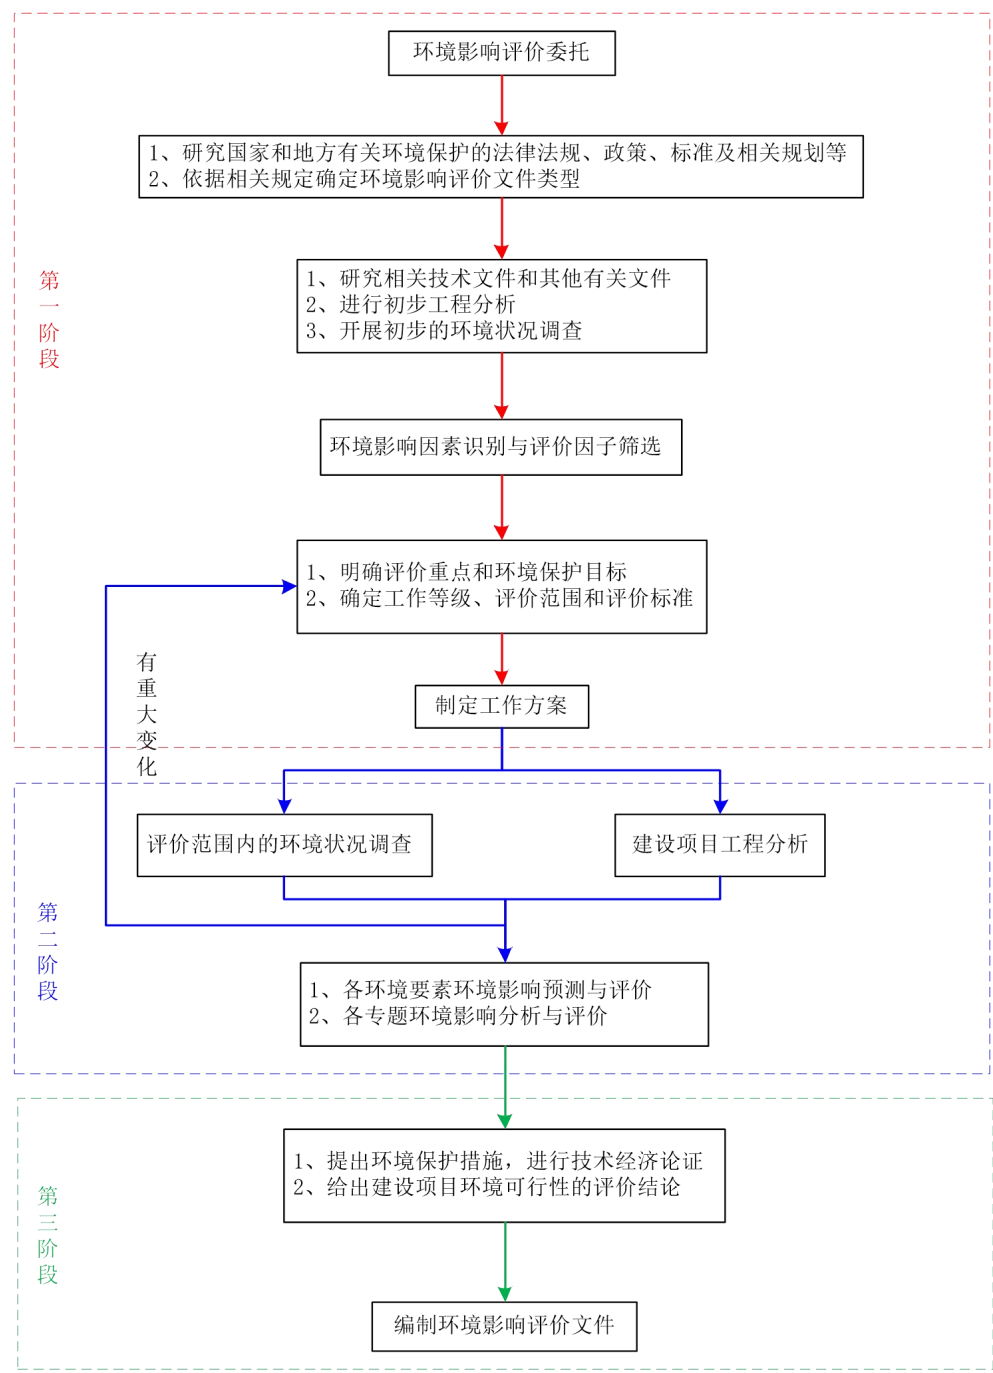 环境影响评价委托
1、研究国家和地方有关环境保护的法律法规、政策、标准及相关规划等
2、依据相关规定确定环境影响评价文件类型
第一阶段
1、研究相关技术文件和其他有关文件
2、进行初步工程分析
3、开展初步的环境状况调查
环境影响因素识别与评价因子筛选
1、明确评价重点和环境保护目标
2、确定工作等级、评价范围和评价标准
有重大变化
制定工作方案
评价范围内的环境状况调查
建设项目工程分析
第二阶段
1、各环境要素环境影响预测与评价
2、各专题环境影响分析与评价
第三阶段
1、提出环境保护措施，进行技术经济论证
2、给出建设项目环境可行性的评价结论
编制环境影响评价文件